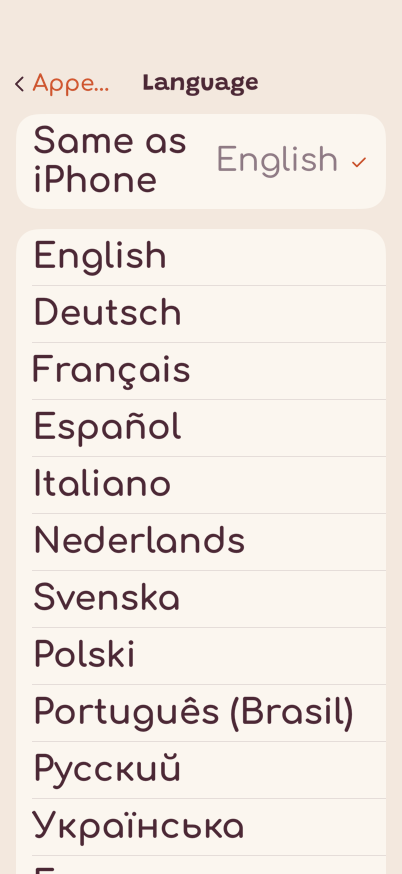 Appe...
Language
Same as
iPhone
English
English
Deutsch
Français
Español
Italiano
Nederlands
Svenska
Polski
Português (Brasil)
Русский
Українська